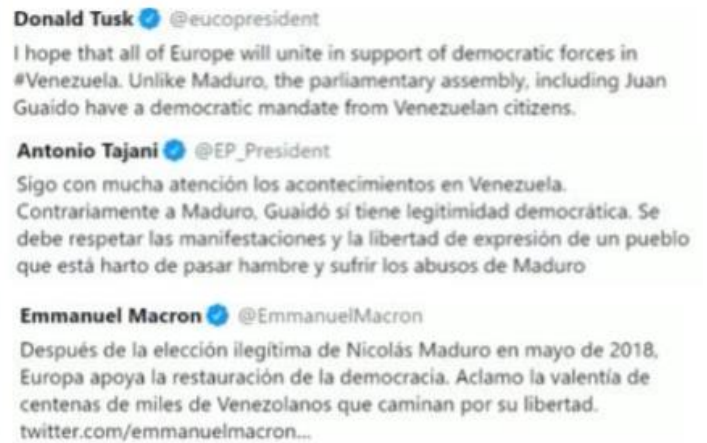 Donald Tusk @eucopresident
I hope that all of Europe will unite in support of democratic forces in
#Venezuela. Unlike Maduro, the parliamentary assembly, including Juan
Guaido have a democratic mandate from Venezuelan citizens.
Antonio Tajani @EP_President
Sigo con mucha atención los acontecimientos en Venezuela.
Contrariamente a Maduro, Guaidó sí tiene legitimidad democrática. Se
debe respetar las manifestaciones y la libertad de expresión de un pueblo
que está harto de pasar hambre y sufrir los abusos de Maduro
Emmanuel Macron @EmmanuelMacron
Después de la elección ilegítima de Nicolás Maduro en mayo de 2018,
Europa apoya la restauración de la democracia. Aclamo la valentía de
centenas de miles de Venezolanos que caminan por su libertad.
twitter.com/emmanuelmacron...